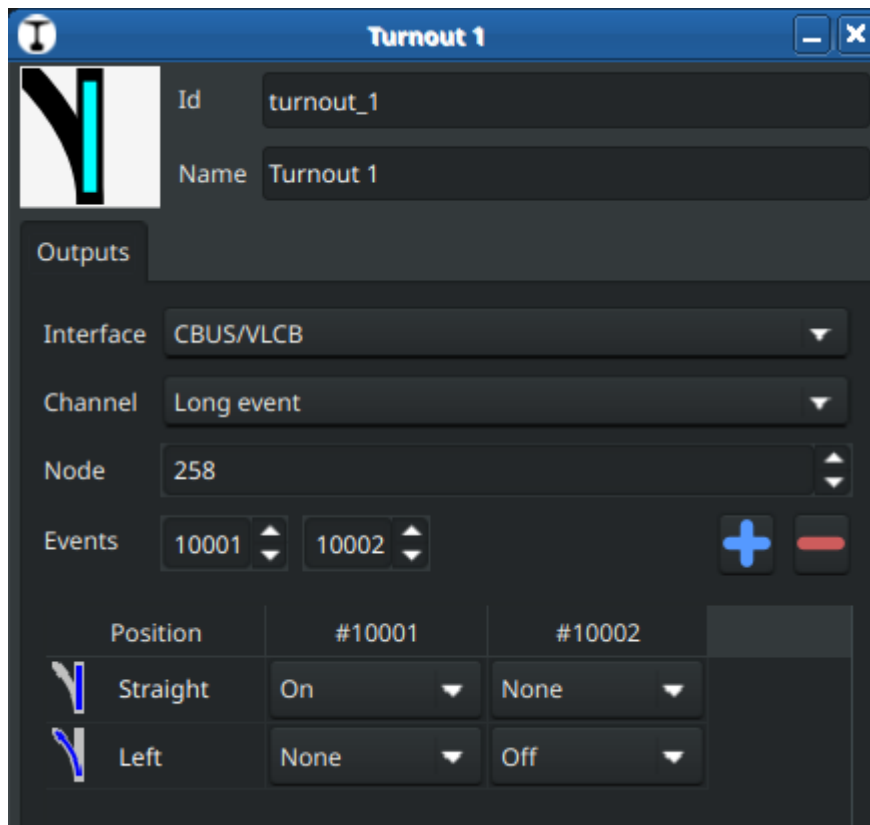 Turnout 1
Id turnout_1
Name Turnout 1
Outputs
Interface CBUS/VLCB
Channel Long event
Node 258
Events 10001 10002
Position #10001 #10002
Straight On None
Left None Off